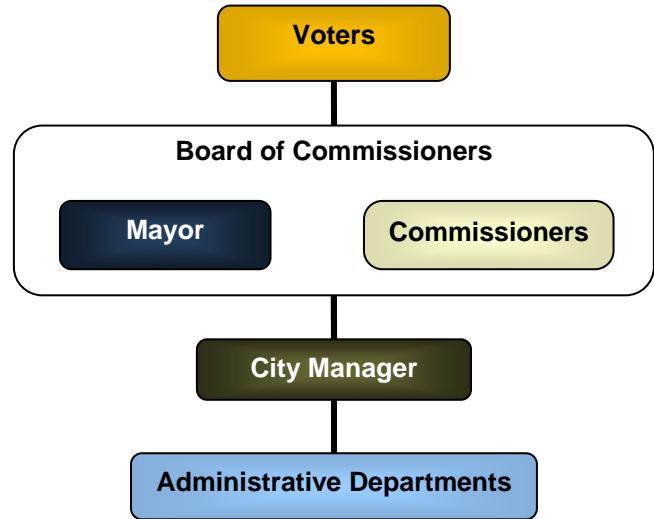 Voters
Board of Commissioners
Mayor
Commissioners
City Manager
Administrative Departments